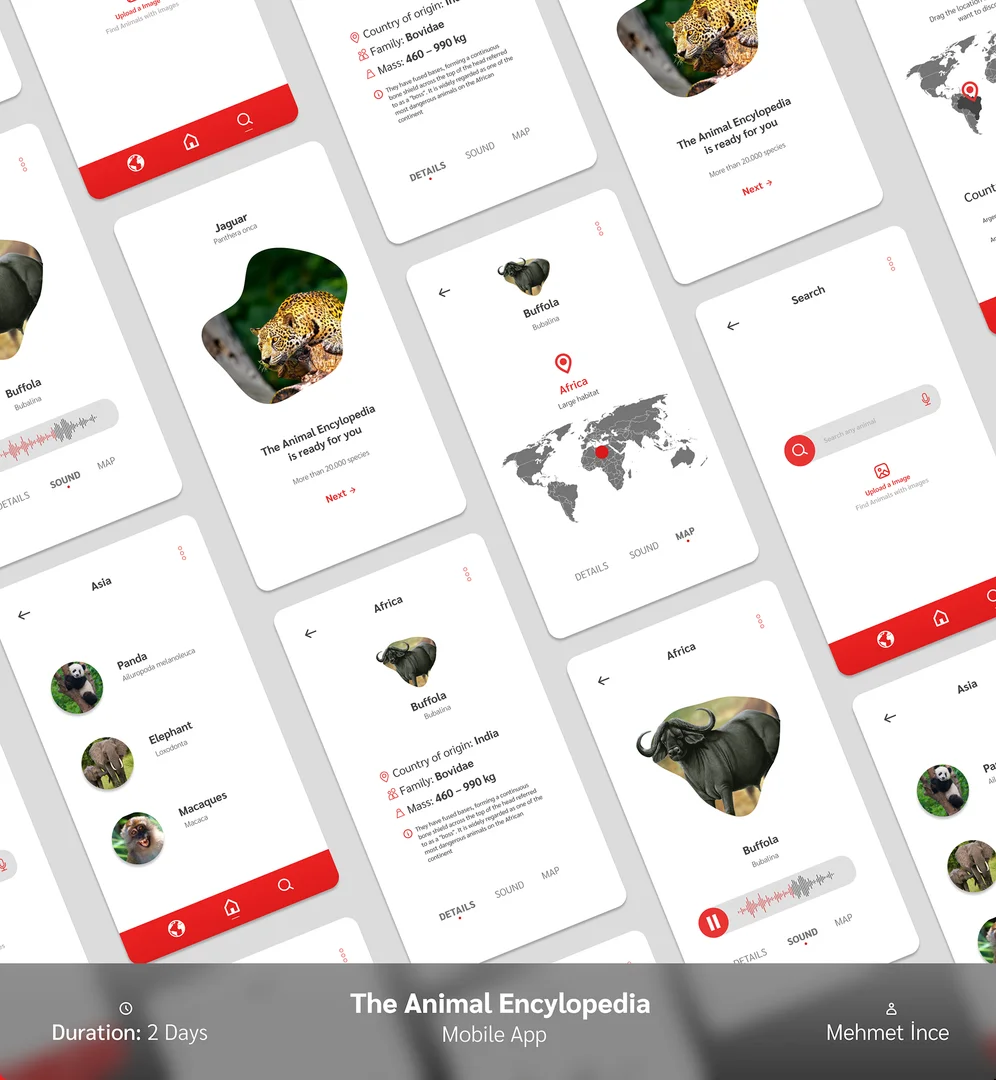 Upload a Image
Find Animals with Images
Country of origin: India
Family: Bovidae
Mass: 460 – 990 kg
They have fused bases, forming a continuous
bone shield across the top of the head referred
to as a "boss". It is widely regarded as one of the
most dangerous animals on the African
continent
DETAILS
SOUND
MAP
The Animal Encylopedia
is ready for you
More than 20.000 species
Next →
Drag the location
want to disco
Count
Arge
Buffola
Bubalina
DETAILS
SOUND
MAP
Jaguar
Panthera onca
The Animal Encylopedia
is ready for you
More than 20.000 species
Next →
Buffola
Bubalina
Africa
Large habitat
DETAILS
SOUND
MAP
Search
Search any animal
Upload a Image
Find Animals with Images
Asia
Panda
Ailuropoda melanoleuca
Elephant
Loxodonta
Macaques
Macaca
Africa
Buffola
Bubalina
Country of origin: India
Family: Bovidae
Mass: 460 – 990 kg
They have fused bases, forming a continuous
bone shield across the top of the head referred
to as a "boss". It is widely regarded as one of the
most dangerous animals on the African
continent
DETAILS
SOUND
MAP
Africa
Buffola
Bubalina
DETAILS
SOUND
MAP
Asia
Pa
Ail
Duration: 2 Days
The Animal Encylopedia
Mobile App
Mehmet İnce